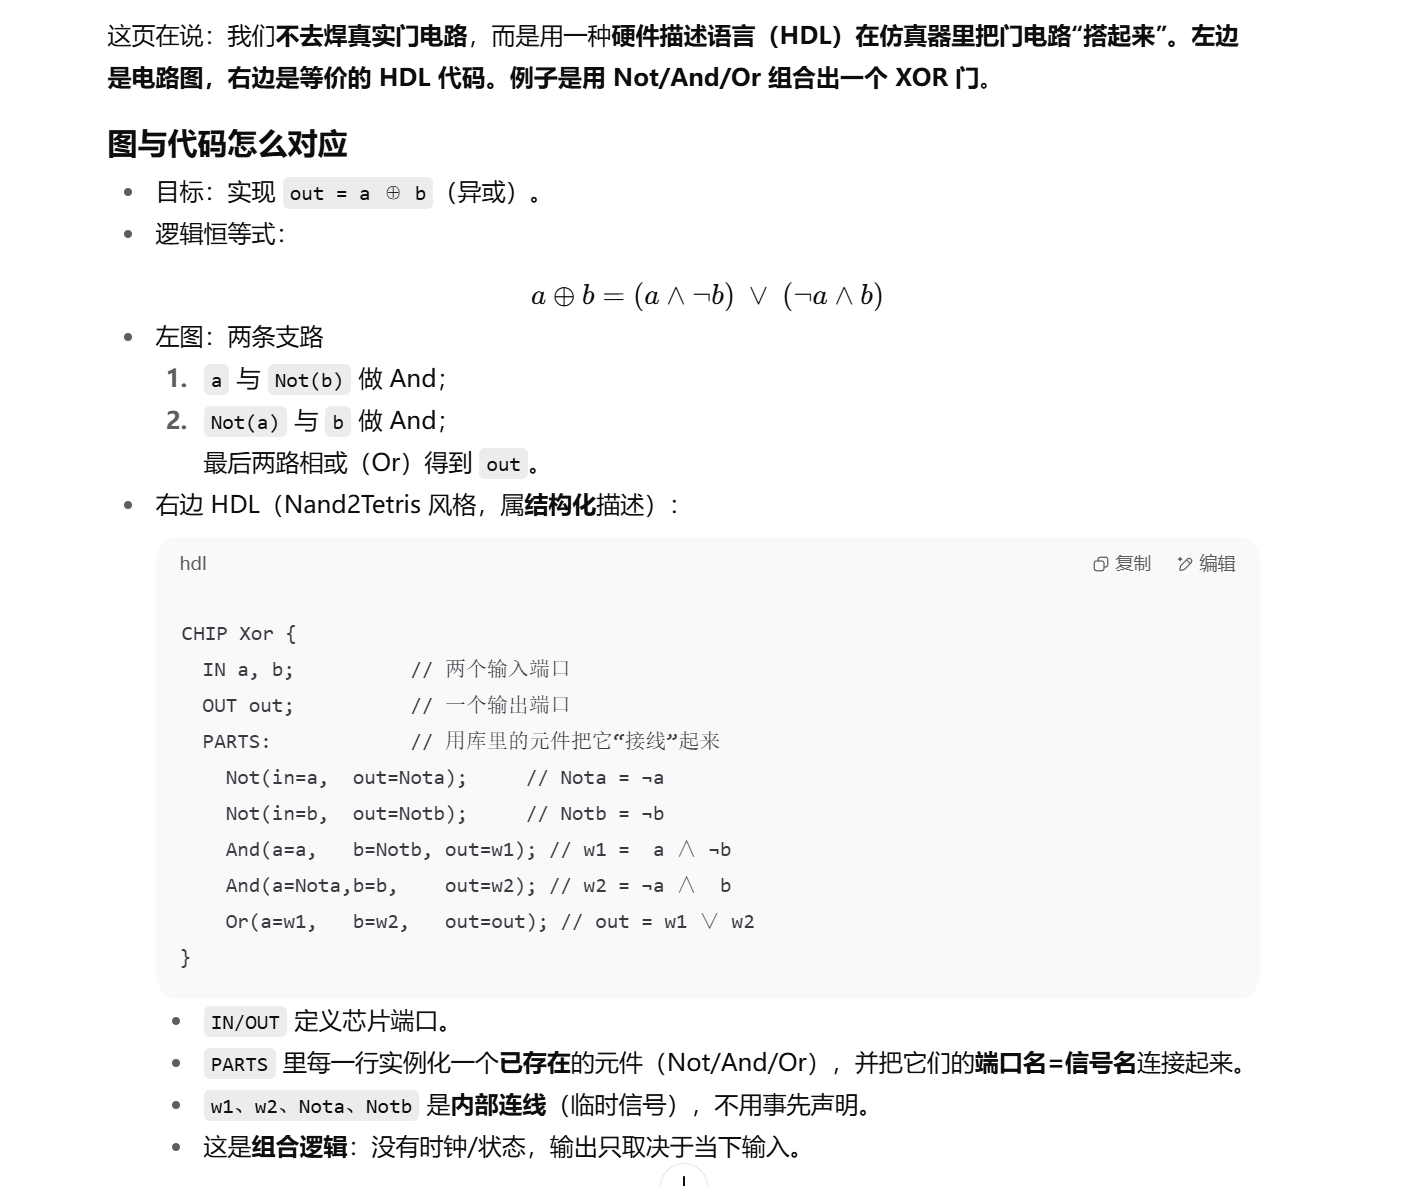 这页在说：我们不去焊真实门电路，而是用一种硬件描述语言（HDL）在仿真器里把门电路“搭起来”。左边
是电路图，右边是等价的 HDL 代码。例子是用 Not/And/Or 组合出一个 XOR 门。
图与代码怎么对应
• 目标：实现 out = a ⊕ b（异或）。
• 逻辑恒等式：
a ⊕ b = (a ∧ ¬b) ∨ (¬a ∧ b)
• 左图：两条支路
1. a 与 Not(b) 做 And；
2. Not(a) 与 b 做 And；
最后两路相或（Or）得到 out。
• 右边 HDL（Nand2Tetris 风格，属结构化描述）：
hdl 复制 编辑
CHIP Xor {
  IN a, b;          // 两个输入端口
  OUT out;          // 一个输出端口
  PARTS:            // 用库里的元件把它“接线”起来
    Not(in=a,  out=Nota);     // Nota = ¬a
    Not(in=b,  out=Notb);     // Notb = ¬b
    And(a=a,   b=Notb, out=w1); // w1 =  a ∧ ¬b
    And(a=Nota,b=b,    out=w2); // w2 = ¬a ∧  b
    Or(a=w1,   b=w2,   out=out); // out = w1 ∨ w2
}
• IN/OUT 定义芯片端口。
• PARTS 里每一行实例化一个已存在的元件（Not/And/Or），并把它们的端口名=信号名连接起来。
• w1、w2、Nota、Notb 是内部连线（临时信号），不用事先声明。
• 这是组合逻辑：没有时钟/状态，输出只取决于当下输入。